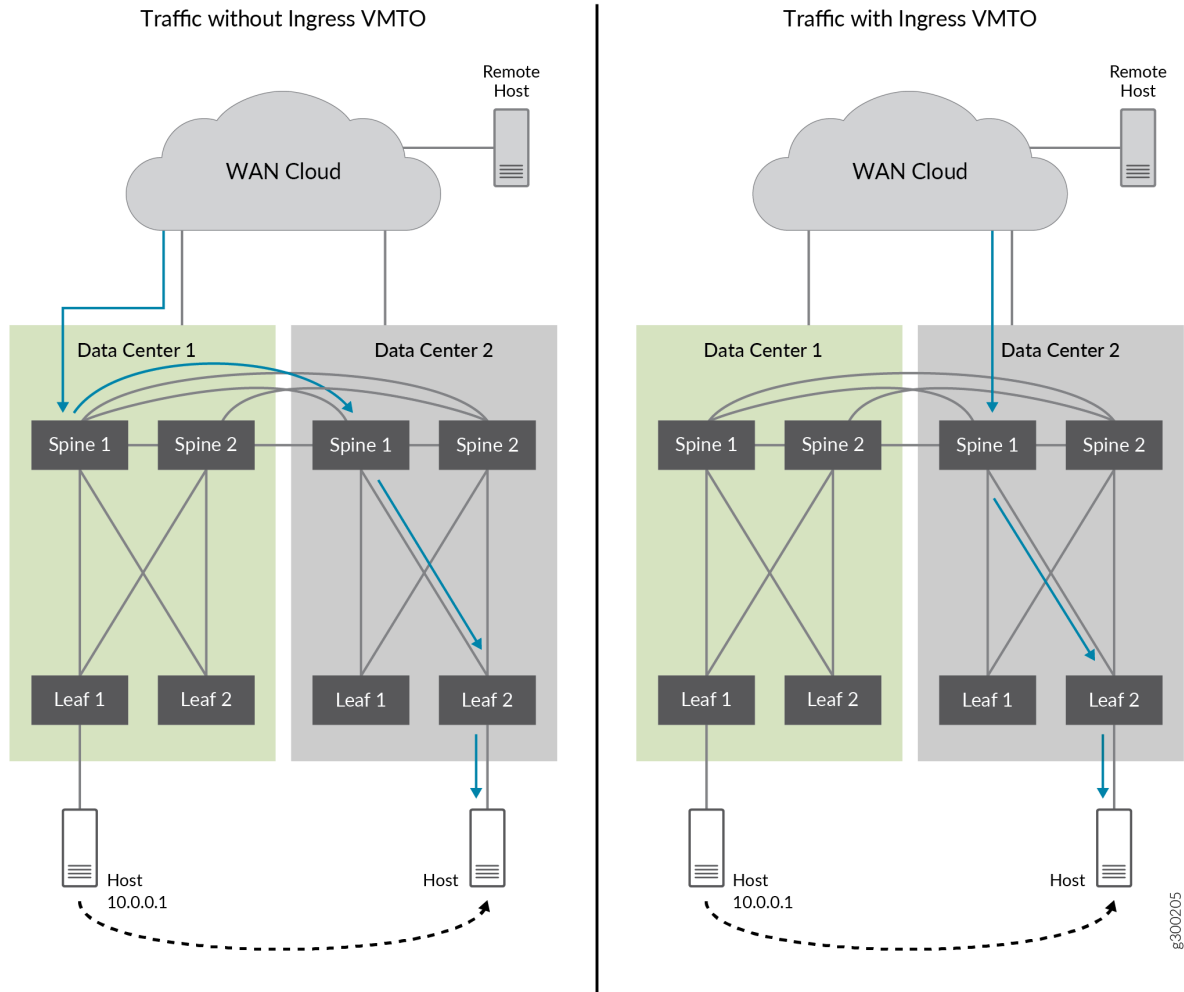 Traffic without Ingress VMTO
Remote
Host
WAN Cloud
Data Center 1
Data Center 2
Spine 1
Spine 2
Spine 1
Spine 2
Leaf 1
Leaf 2
Leaf 1
Leaf 2
Host
10.0.0.1
Host
Traffic with Ingress VMTO
Remote
Host
WAN Cloud
Data Center 1
Data Center 2
Spine 1
Spine 2
Spine 1
Spine 2
Leaf 1
Leaf 2
Leaf 1
Leaf 2
Host
10.0.0.1
Host
g300205